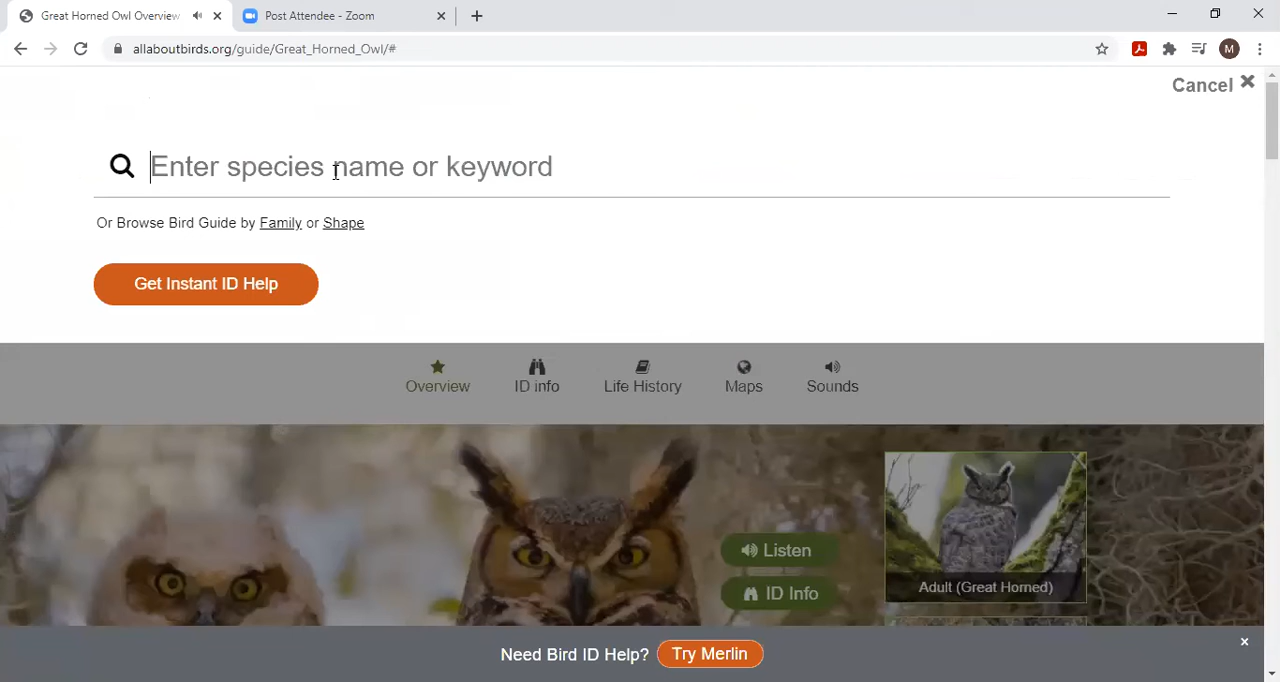 Great Horned Owl Overview
Post Attendee - Zoom
allaboutbirds.org/guide/Great_Horned_Owl/#
M
Cancel
Enter species name or keyword
Or Browse Bird Guide by Family or Shape
Get Instant ID Help
Overview
ID info
Life History
Maps
Sounds
Listen
ID Info
Adult (Great Horned)
Need Bird ID Help? Try Merlin